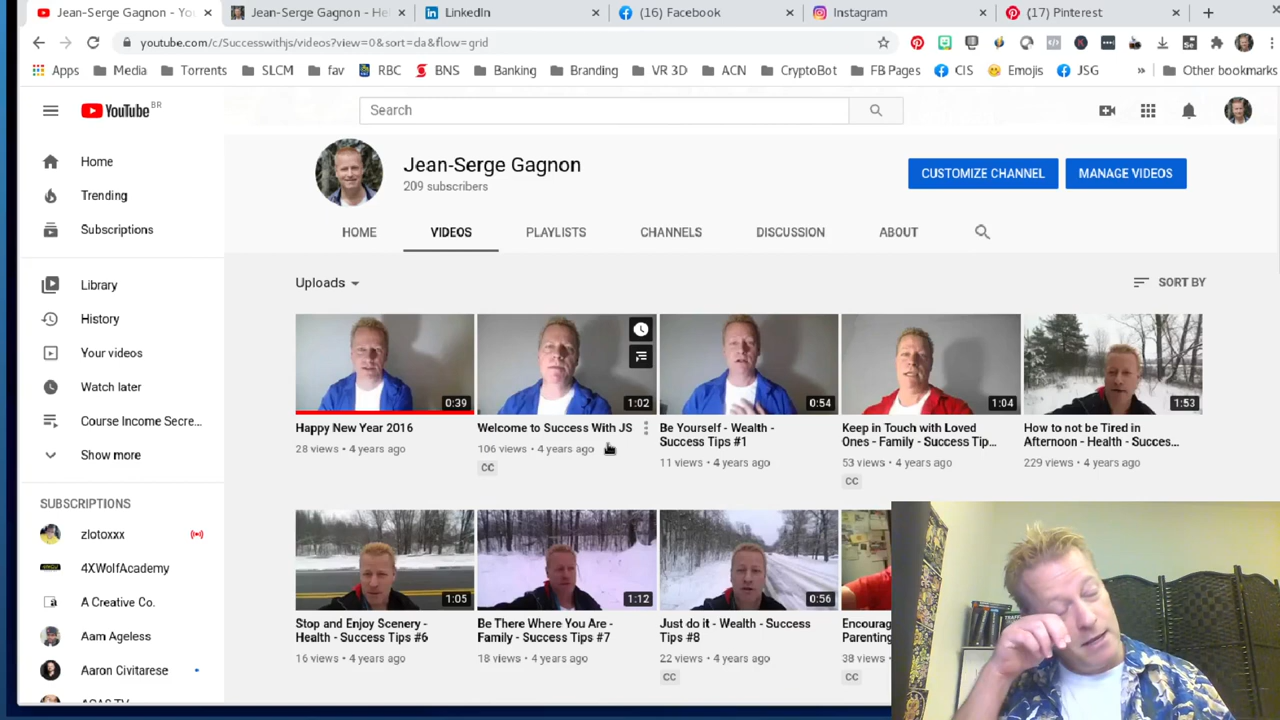 Jean-Serge Gagnon - Yo
Jean-Serge Gagnon - He
LinkedIn
(16) Facebook
Instagram
(17) Pinterest
youtube.com/c/Successwithjs/videos?view=0&sort=da&flow=grid
Apps
Media
Torrents
SLCM
fav
RBC
BNS
Banking
Branding
VR 3D
ACN
CryptoBot
FB Pages
CIS
Emojis
JSG
»
Other bookmarks
YouTube BR
Search
Home
Trending
Subscriptions
Library
History
Your videos
Watch later
Course Income Secre...
Show more
SUBSCRIPTIONS
zlotoxxx
4XWolfAcademy
A Creative Co.
Aam Ageless
Aaron Civitarese
Jean-Serge Gagnon
209 subscribers
CUSTOMIZE CHANNEL
MANAGE VIDEOS
HOME
VIDEOS
PLAYLISTS
CHANNELS
DISCUSSION
ABOUT
Uploads
SORT BY
0:39
Happy New Year 2016
28 views • 4 years ago
1:02
Welcome to Success With JS
106 views • 4 years ago
CC
0:54
Be Yourself - Wealth -
Success Tips #1
11 views • 4 years ago
1:04
Keep in Touch with Loved
Ones - Family - Success Tip...
53 views • 4 years ago
CC
1:53
How to not be Tired in
Afternoon - Health - Succes...
229 views • 4 years ago
1:05
Stop and Enjoy Scenery -
Health - Success Tips #6
16 views • 4 years ago
1:12
Be There Where You Are -
Family - Success Tips #7
18 views • 4 years ago
0:56
Just do it - Wealth - Success
Tips #8
22 views • 4 years ago
CC
Encourag
Parenting
38 views
CC